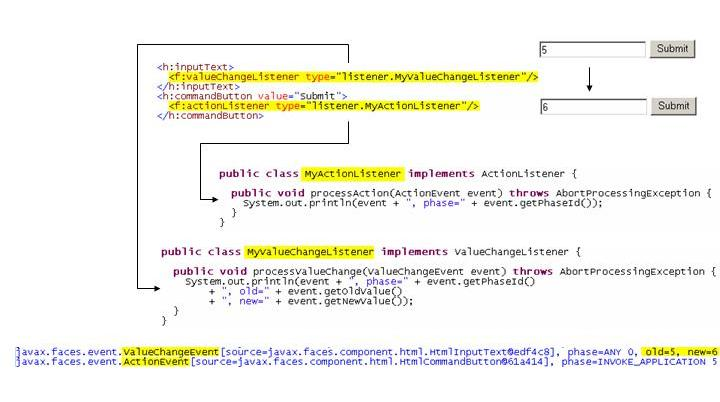 <h:inputText>
<f:valueChangeListener type="listener.MyValueChangeListener"/>
</h:inputText>
<h:commandButton value="Submit">
<f:actionListener type="listener.MyActionListener"/>
</h:commandButton>
5 Submit
6 Submit
public class MyActionListener implements ActionListener {
public void processAction(ActionEvent event) throws AbortProcessingException {
System.out.println(event + ", phase=" + event.getPhaseId());
}
}
public class MyValueChangeListener implements ValueChangeListener {
public void processValueChange(ValueChangeEvent event) throws AbortProcessingException {
System.out.println(event + ", phase=" + event.getPhaseId()
+ ", old=" + event.getOldValue()
+ ", new=" + event.getNewValue());
}
}
javax.faces.event.ValueChangeEvent[source=javax.faces.component.html.HtmlInputText@edf4c8], phase=ANY 0, old=5, new=6
javax.faces.event.ActionEvent[source=javax.faces.component.html.HtmlCommandButton@61a414], phase=INVOKE_APPLICATION 5